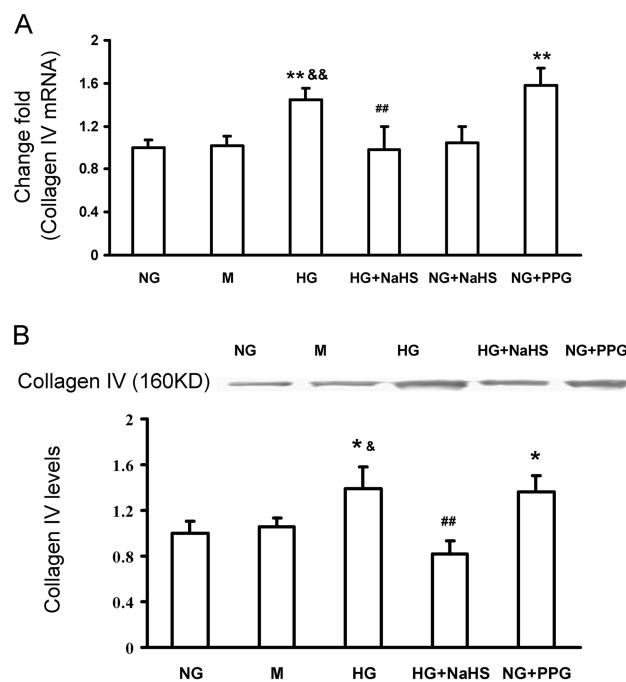 A
Change fold
(Collagen IV mRNA)
2
1.6
1.2
0.8
0.4
0
** &&
##
**
NG M HG HG+NaHS NG+NaHS NG+PPG
B
NG M HG HG+NaHS NG+PPG
Collagen IV (160KD)
Collagen IV levels
2
1.6
1.2
0.8
0.4
0
* &
##
*
NG M HG HG+NaHS NG+PPG